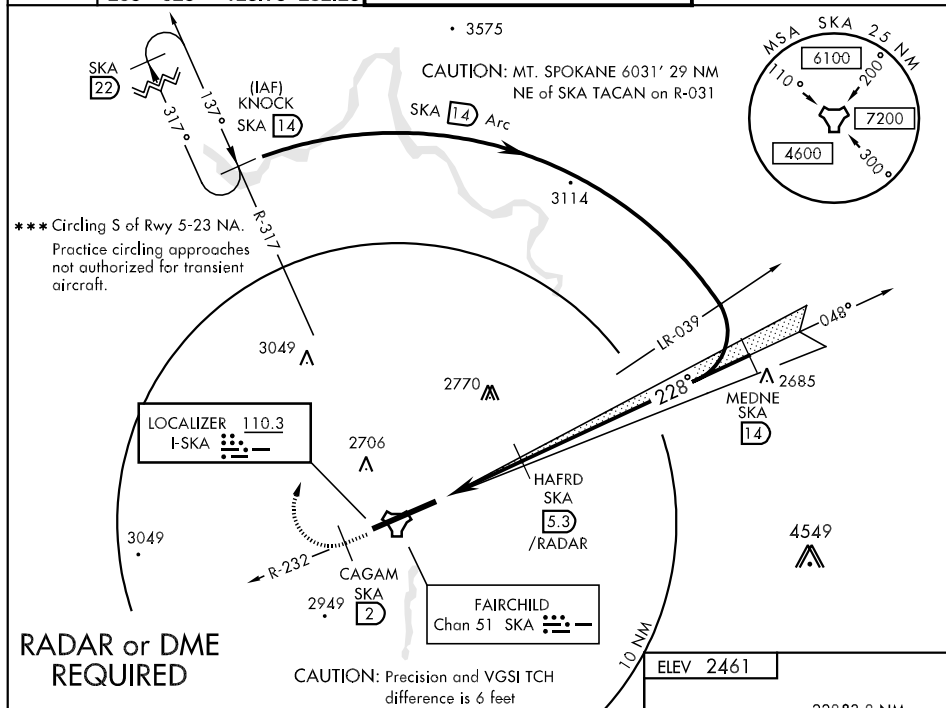 3575
CAUTION: MT. SPOKANE 6031' 29 NM
NE of SKA TACAN on R-031
MSA SKA 25 NM
6100
110°
200°
7200
4600
300°
SKA
22
317°
137°
(IAF)
KNOCK
SKA 14
SKA 14 Arc
3114
*** Circling S of Rwy 5-23 NA.
Practice circling approaches
not authorized for transient
aircraft.
R-317
LR-039
048°
3049
2770
228°
2685
MEDNE
SKA
14
LOCALIZER 110.3
I-SKA
2706
HAFRD
SKA
5.3
/RADAR
4549
3049
R-232
CAGAM
SKA
2
2949
FAIRCHILD
Chan 51 SKA
10 NM
RADAR or DME
REQUIRED
CAUTION: Precision and VGSI TCH
difference is 6 feet
ELEV 2461